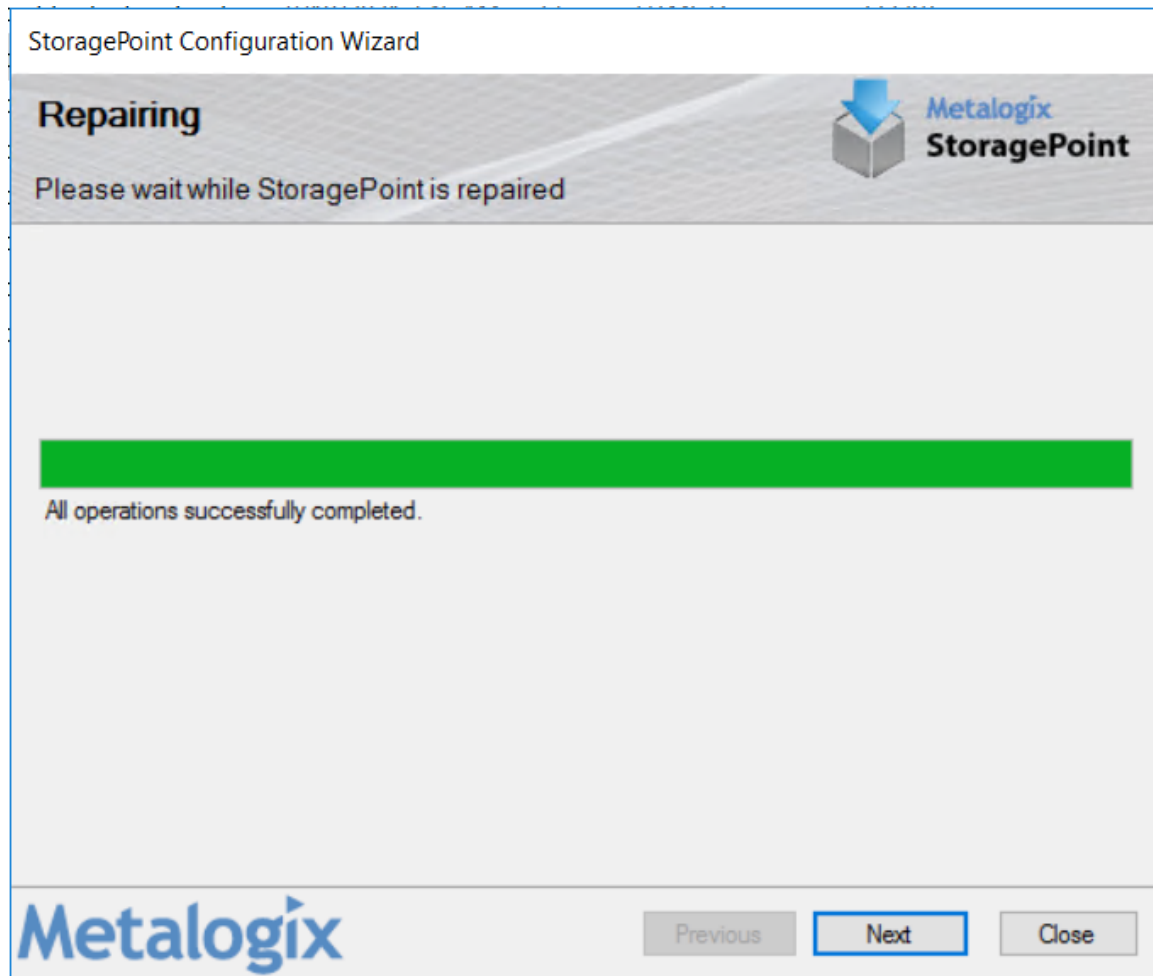 StoragePoint Configuration Wizard
Repairing
Metalogix
StoragePoint
Please wait while StoragePoint is repaired
All operations successfully completed.
Metalogix
Previous
Next
Close